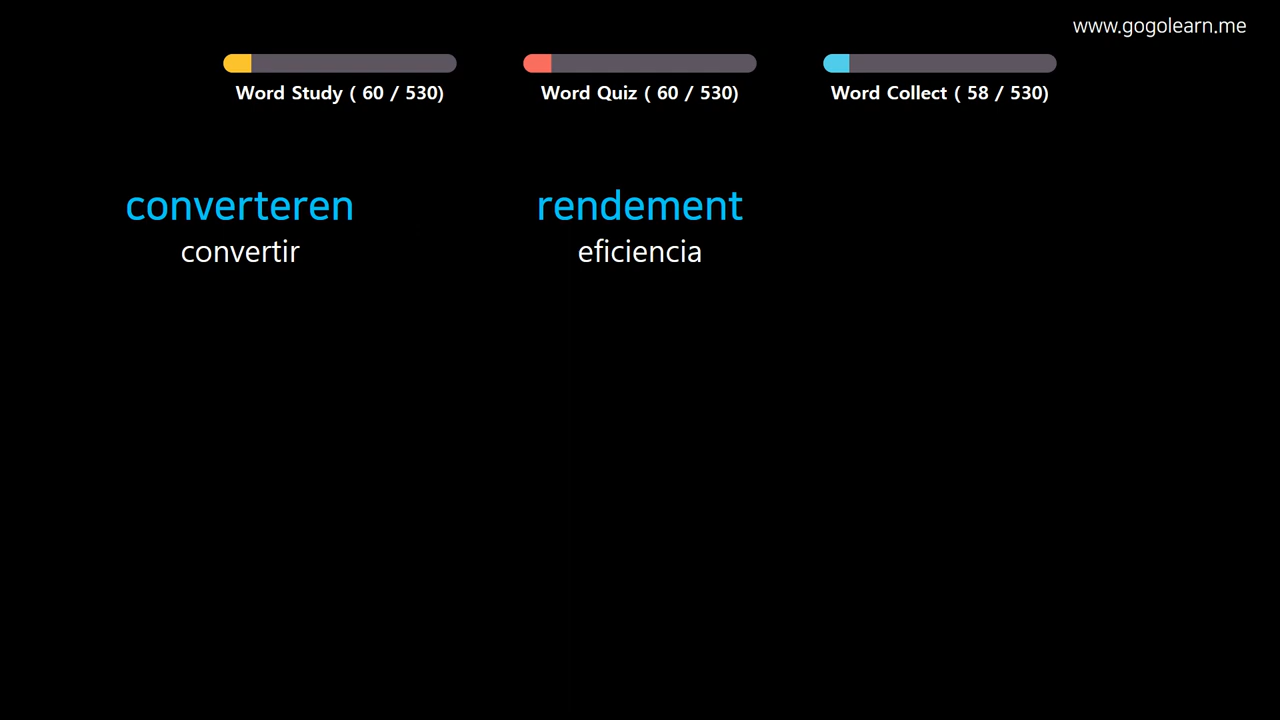 www.gogolearn.me
Word Study ( 60 / 530)
Word Quiz ( 60 / 530)
Word Collect ( 58 / 530)
converteren
convertir
rendement
eficiencia